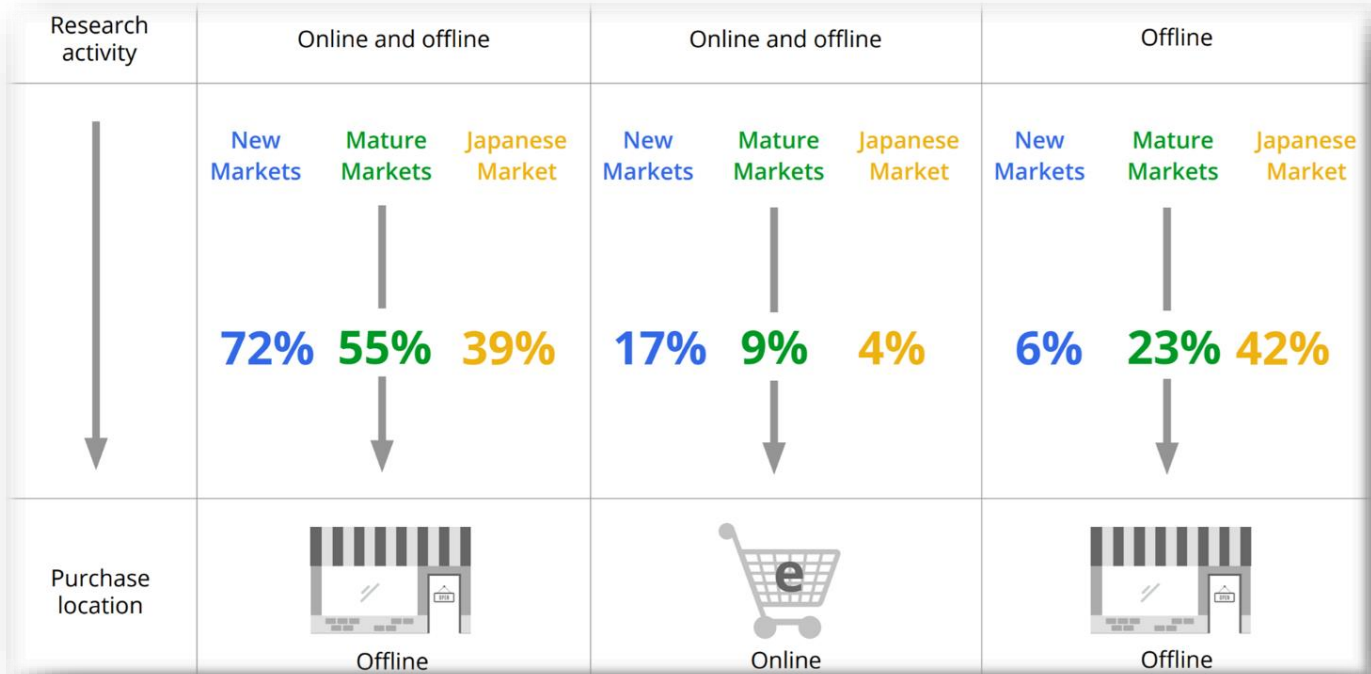 Research
activity
Online and offline
Online and offline
Offline
New
Markets
Mature
Markets
Japanese
Market
New
Markets
Mature
Markets
Japanese
Market
New
Markets
Mature
Markets
Japanese
Market
72% 55% 39%
17% 9% 4%
6% 23% 42%
Purchase
location
OPEN
e
OPEN
Offline
Online
Offline